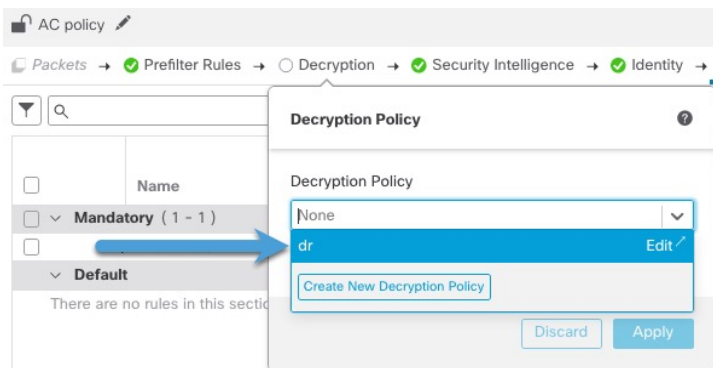 AC policy
Packets → Prefilter Rules → Decryption → Security Intelligence → Identity →
Decryption Policy
Decryption Policy
Name
None
Mandatory ( 1 - 1 )
dr Edit
Default
Create New Decryption Policy
There are no rules in this
Discard Apply